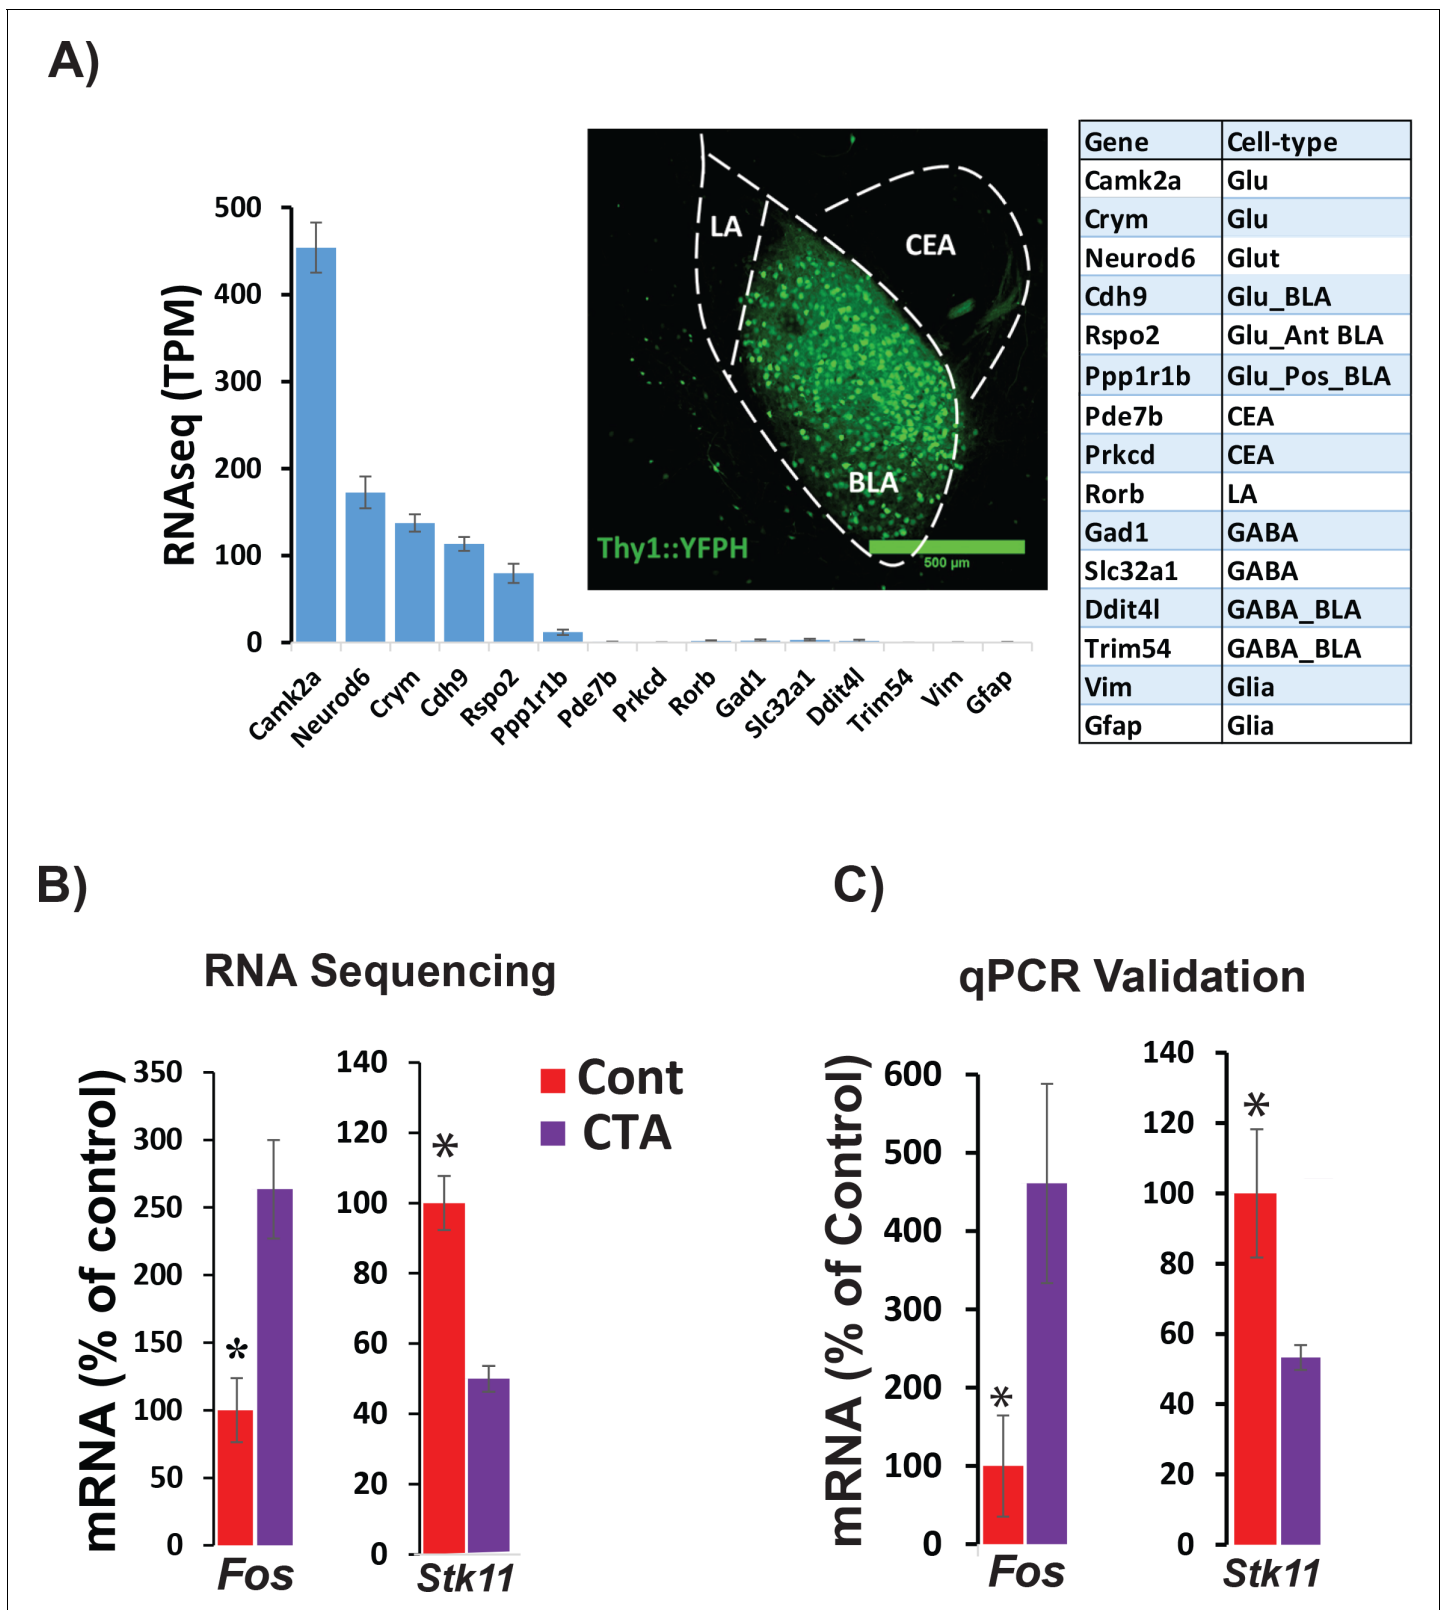 A)
RNAseq (TPM)
500
400
300
200
100
0
Camk2a
Neurod6
Crym
Cdh9
Rspo2
Ppp1r1b
Pde7b
Prkcd
Rorb
Gad1
Slc32a1
Ddit4l
Trim54
Vim
Gfap
LA
CEA
BLA
Thy1::YFPH
500 µm
Gene Cell-type
Camk2a Glu
Crym Glu
Neurod6 Glut
Cdh9 Glu_BLA
Rspo2 Glu_Ant BLA
Ppp1r1b Glu_Pos_BLA
Pde7b CEA
Prkcd CEA
Rorb LA
Gad1 GABA
Slc32a1 GABA
Ddit4l GABA_BLA
Trim54 GABA_BLA
Vim Glia
Gfap Glia
B)
RNA Sequencing
mRNA (% of control)
350
300
250
200
150
100
50
0
*
Fos
140
120
100
80
60
40
20
0
*
Stk11
Cont
CTA
C)
qPCR Validation
mRNA (% of Control)
600
500
400
300
200
100
0
*
Fos
140
120
100
80
60
40
20
0
*
Stk11